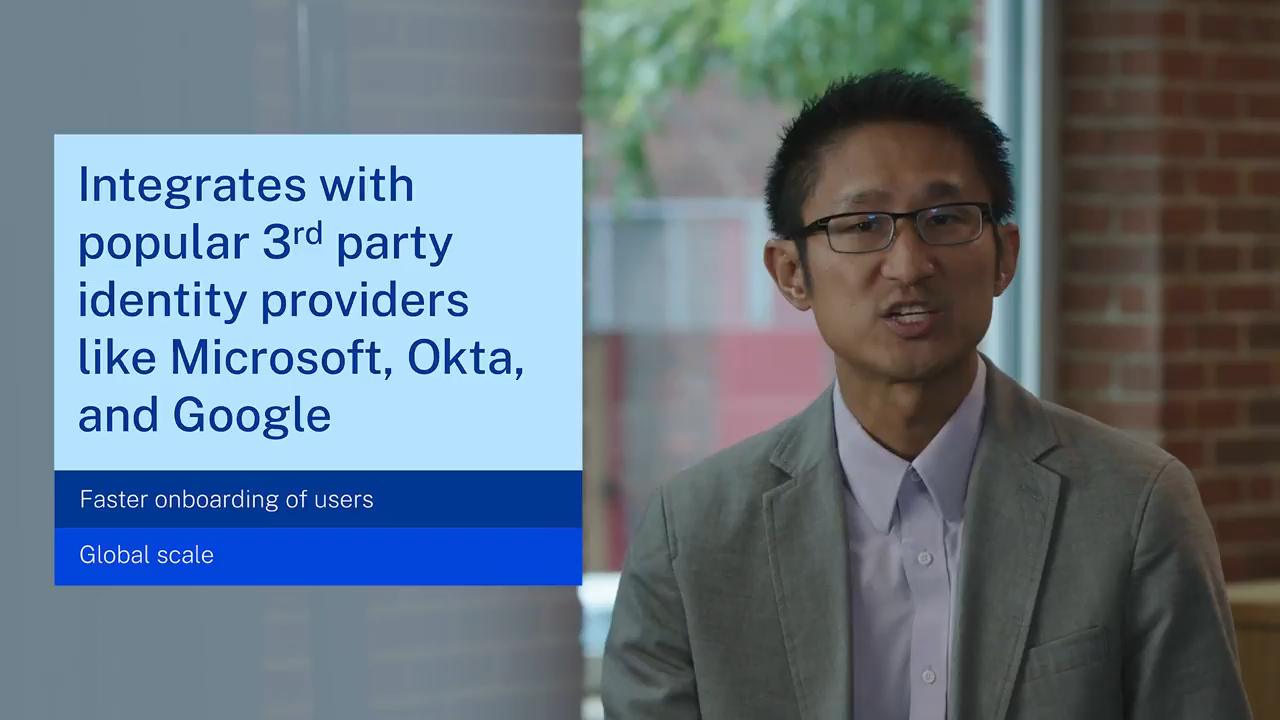 Integrates with
popular 3rd party
identity providers
like Microsoft, Okta,
and Google
Faster onboarding of users
Global scale